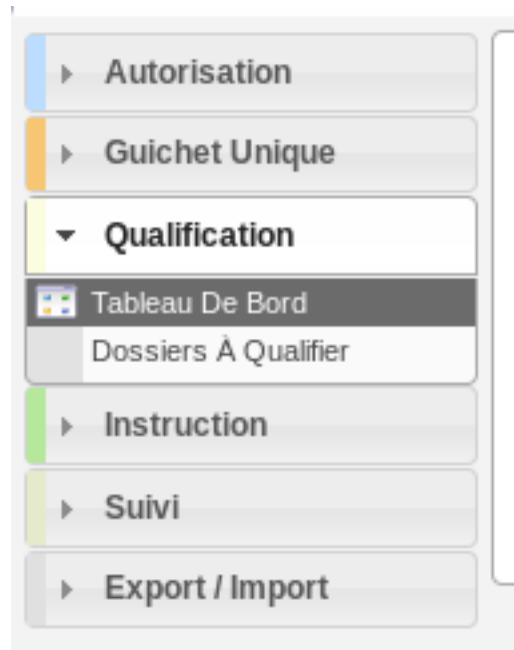 Autorisation
Guichet Unique
Qualification
Tableau De Bord
Dossiers À Qualifier
Instruction
Suivi
Export / Import